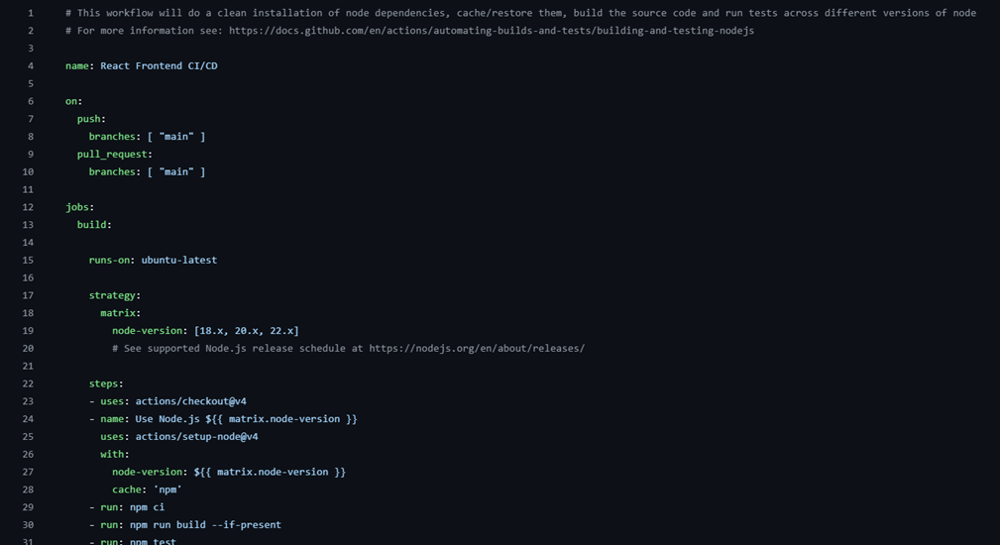 1 # This workflow will do a clean installation of node dependencies, cache/restore them, build the source code and run tests across different versions of node
2 # For more information see: https://docs.github.com/en/actions/automating-builds-and-tests/building-and-testing-nodejs
3
4 name: React Frontend CI/CD
5
6 on:
7   push:
8     branches: [ "main" ]
9   pull_request:
10     branches: [ "main" ]
11
12 jobs:
13   build:
14
15     runs-on: ubuntu-latest
16
17     strategy:
18       matrix:
19         node-version: [18.x, 20.x, 22.x]
20         # See supported Node.js release schedule at https://nodejs.org/en/about/releases/
21
22     steps:
23     - uses: actions/checkout@v4
24     - name: Use Node.js ${{ matrix.node-version }}
25       uses: actions/setup-node@v4
26       with:
27         node-version: ${{ matrix.node-version }}
28         cache: 'npm'
29     - run: npm ci
30     - run: npm run build --if-present
31     - run: npm test